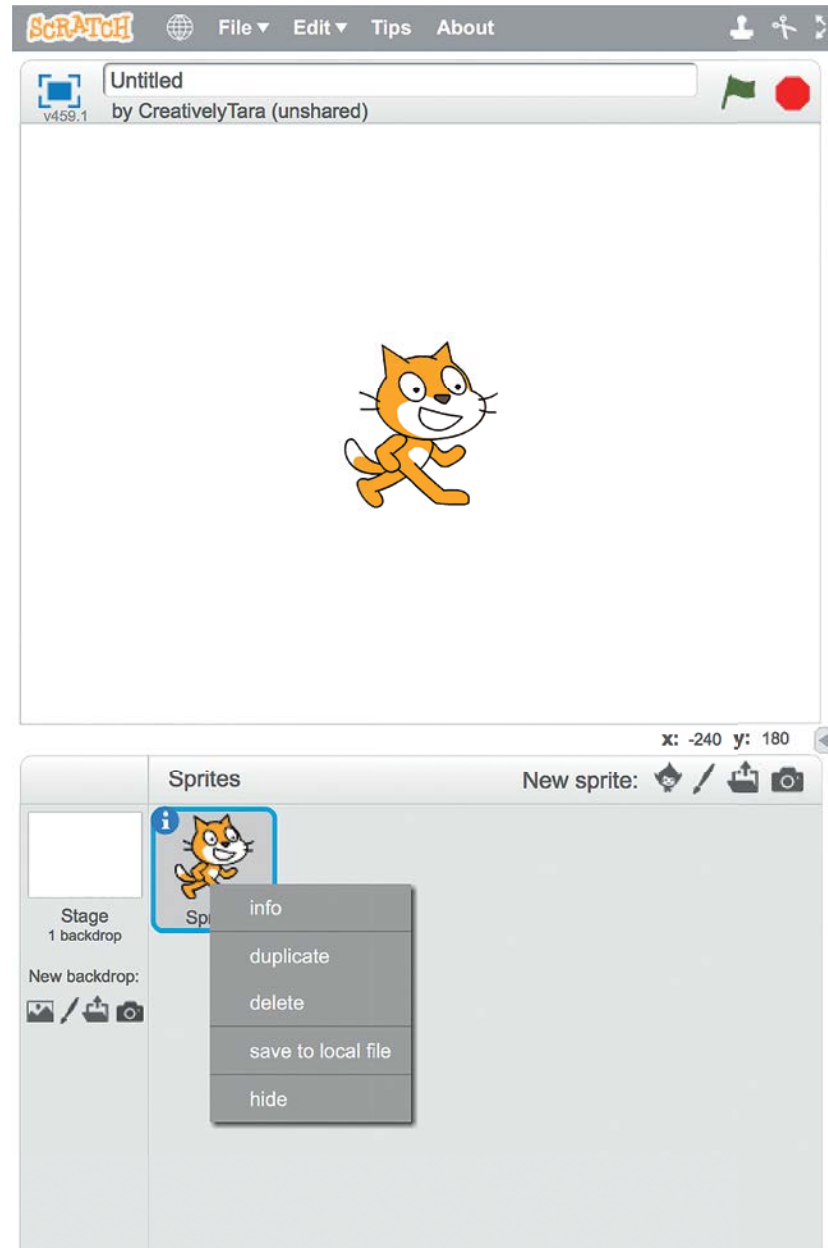 SCRATCH File Edit Tips About
Untitled
v459.1 by CreativelyTara (unshared)
x: -240 y: 180
Sprites New sprite:
Stage
1 backdrop
New backdrop:
info
duplicate
delete
save to local file
hide